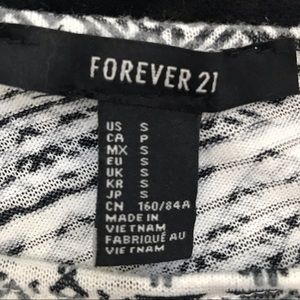 FOREVER 21
US S
CA P
MX S
EU S
UK S
KR S
JP S
CN 160/84A
MADE IN
VIETNAM
FABRIQUÉ AU
VIETNAM